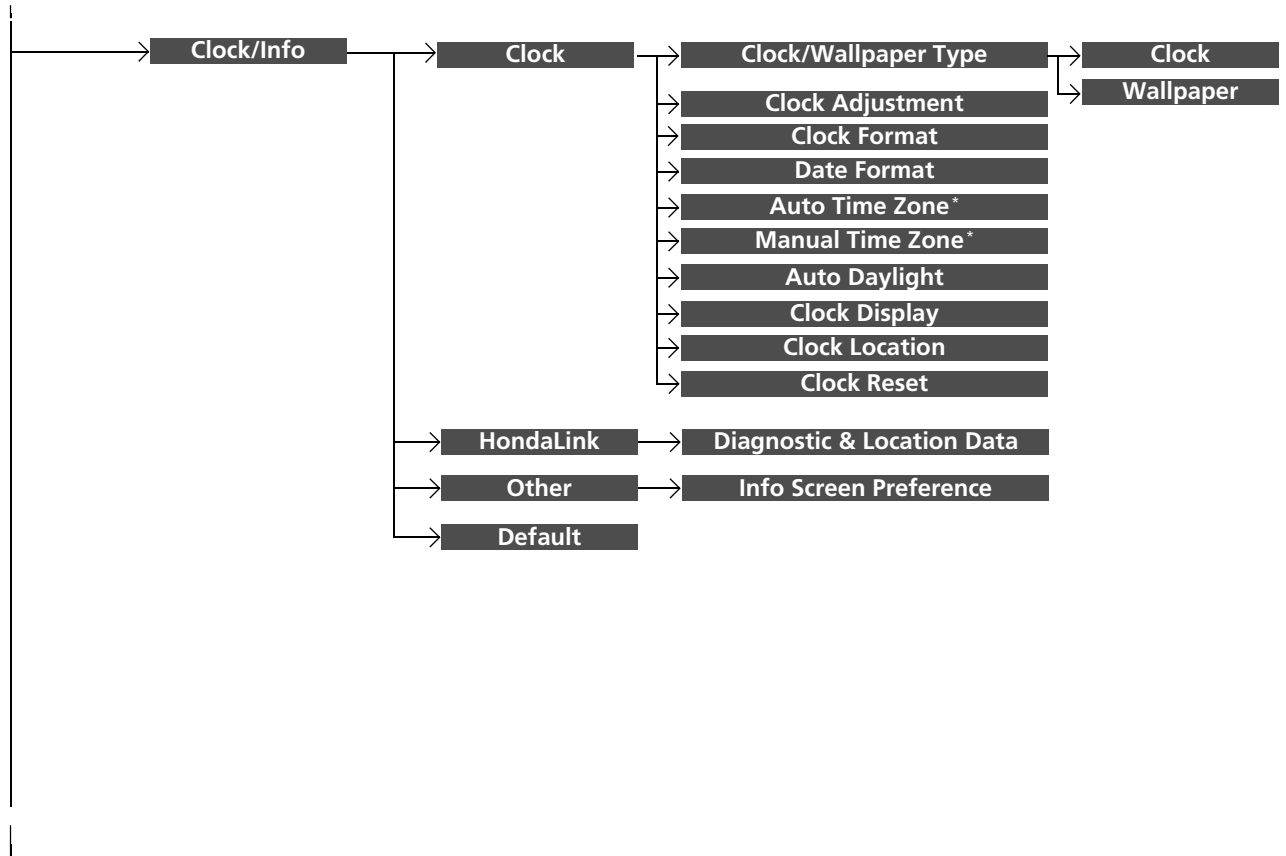 Clock/Info
Clock
Clock/Wallpaper Type
Clock
Wallpaper
Clock Adjustment
Clock Format
Date Format
Auto Time Zone*
Manual Time Zone*
Auto Daylight
Clock Display
Clock Location
Clock Reset
HondaLink
Diagnostic & Location Data
Other
Info Screen Preference
Default